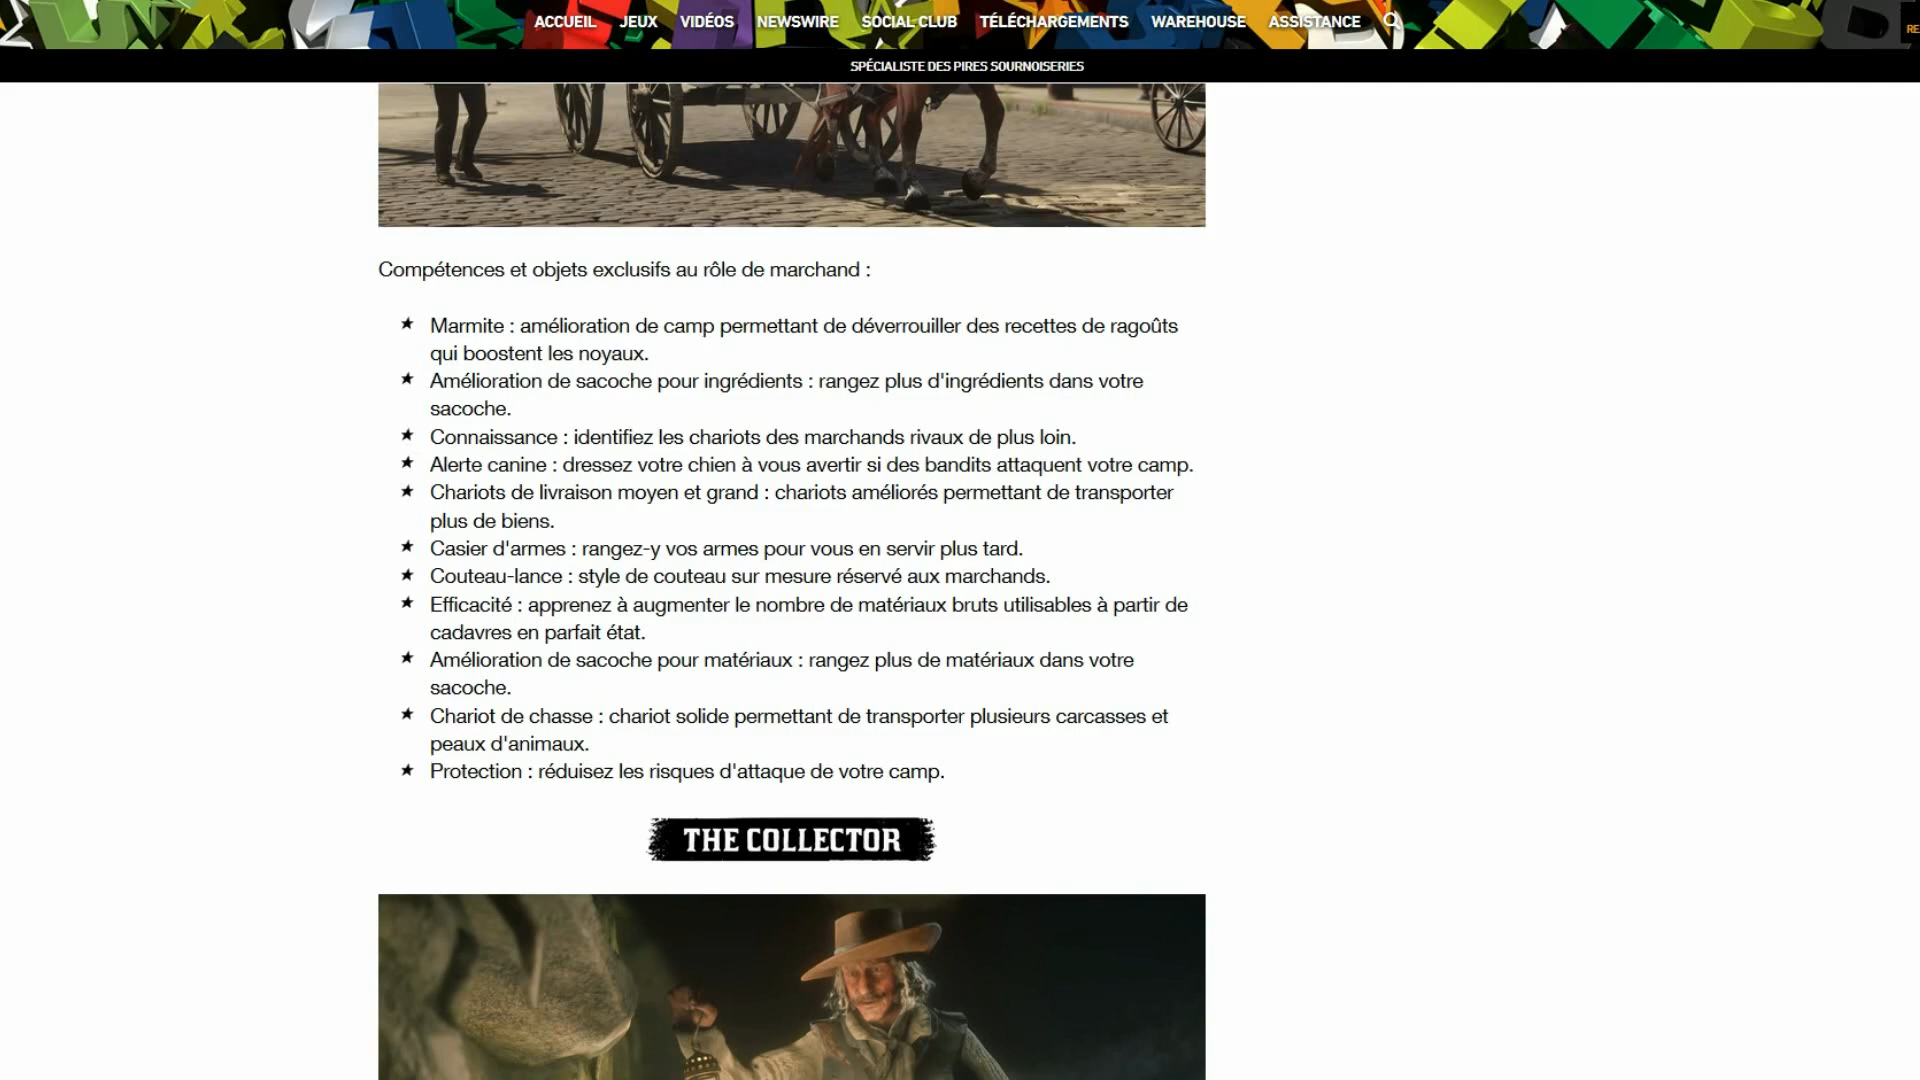 ACCUEIL JEUX VIDÉOS NEWSWIRE SOCIAL CLUB TÉLÉCHARGEMENTS WAREHOUSE ASSISTANCE
RE
SPÉCIALISTE DES PIRES SOURNOISERIES
Compétences et objets exclusifs au rôle de marchand :
Marmite : amélioration de camp permettant de déverrouiller des recettes de ragoûts
qui boostent les noyaux.
Amélioration de sacoche pour ingrédients : rangez plus d'ingrédients dans votre
sacoche.
Connaissance : identifiez les chariots des marchands rivaux de plus loin.
Alerte canine : dressez votre chien à vous avertir si des bandits attaquent votre camp.
Chariots de livraison moyen et grand : chariots améliorés permettant de transporter
plus de biens.
Casier d'armes : rangez-y vos armes pour vous en servir plus tard.
Couteau-lance : style de couteau sur mesure réservé aux marchands.
Efficacité : apprenez à augmenter le nombre de matériaux bruts utilisables à partir de
cadavres en parfait état.
Amélioration de sacoche pour matériaux : rangez plus de matériaux dans votre
sacoche.
Chariot de chasse : chariot solide permettant de transporter plusieurs carcasses et
peaux d'animaux.
Protection : réduisez les risques d'attaque de votre camp.
THE COLLECTOR